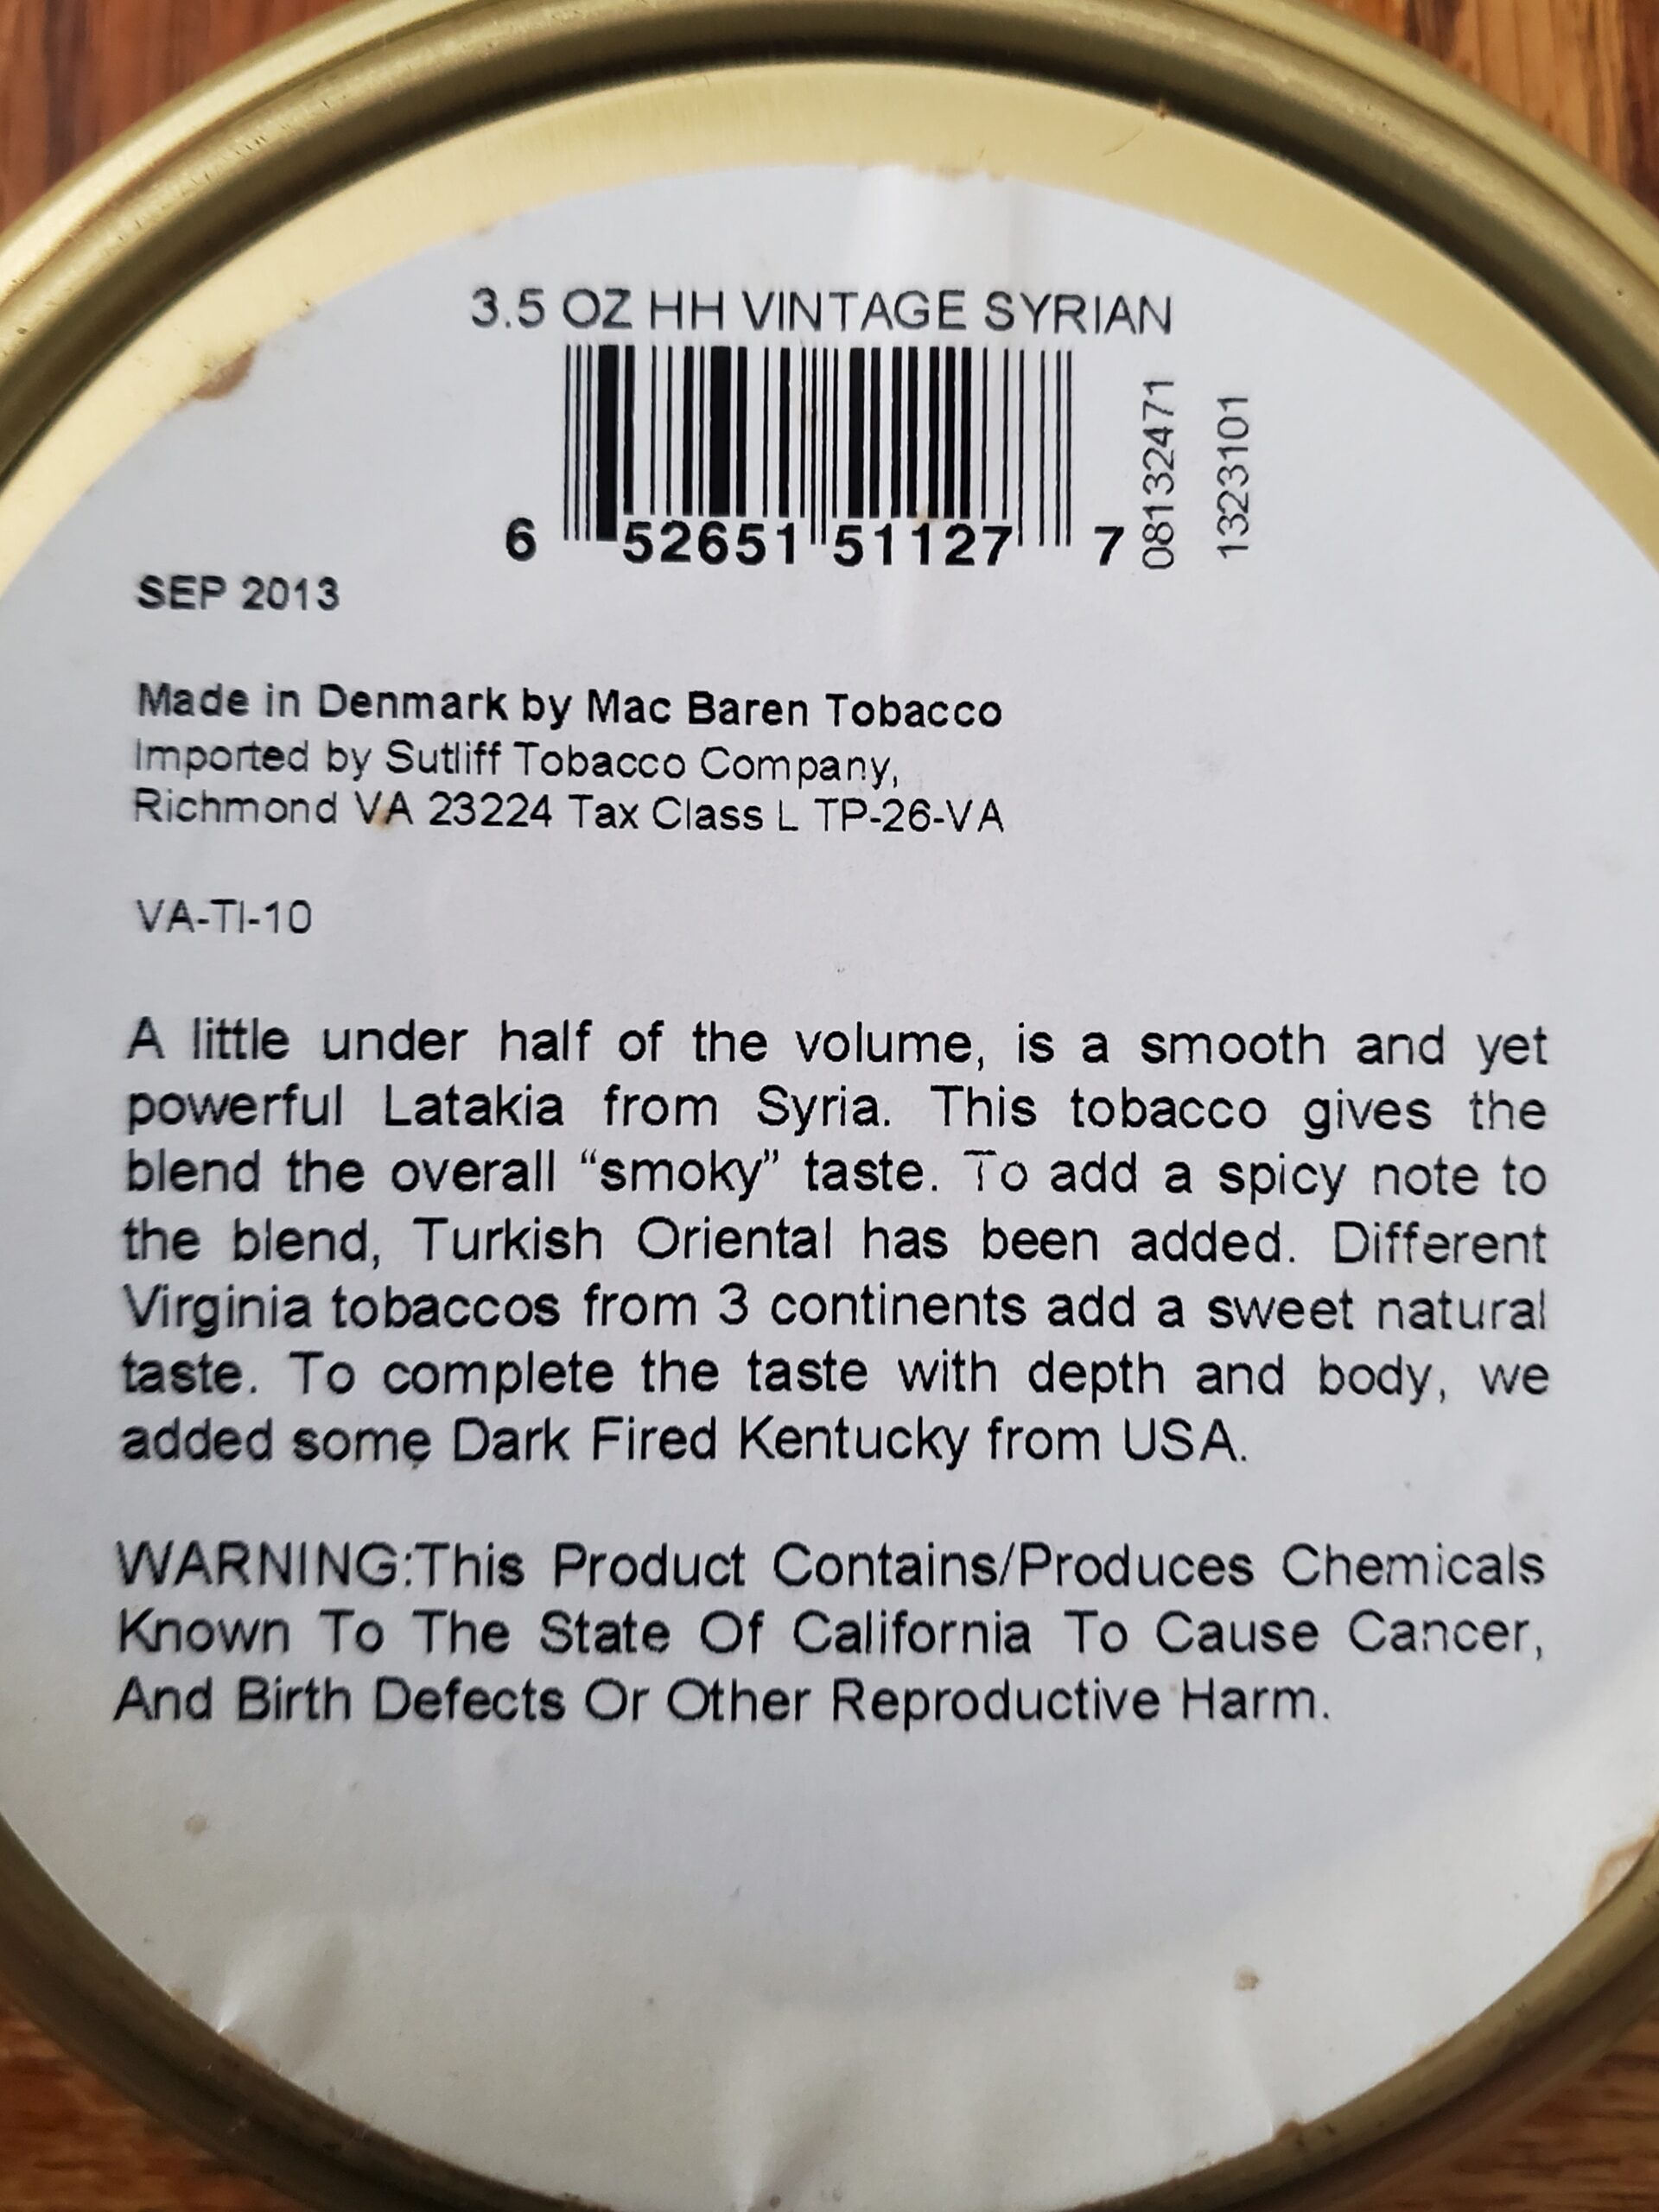 3.5 OZ HH VINTAGE SYRIAN
6 52651 51127 7
08132471
1323101
SEP 2013
Made in Denmark by Mac Baren Tobacco
Imported by Sutliff Tobacco Company,
Richmond VA 23224 Tax Class L TP-26-VA
VA-TI-10
A little under half of the volume, is a smooth and yet
powerful Latakia from Syria. This tobacco gives the
blend the overall “smoky” taste. To add a spicy note to
the blend, Turkish Oriental has been added. Different
Virginia tobaccos from 3 continents add a sweet natural
taste. To complete the taste with depth and body, we
added some Dark Fired Kentucky from USA.
WARNING:This Product Contains/Produces Chemicals
Known To The State Of California To Cause Cancer,
And Birth Defects Or Other Reproductive Harm.